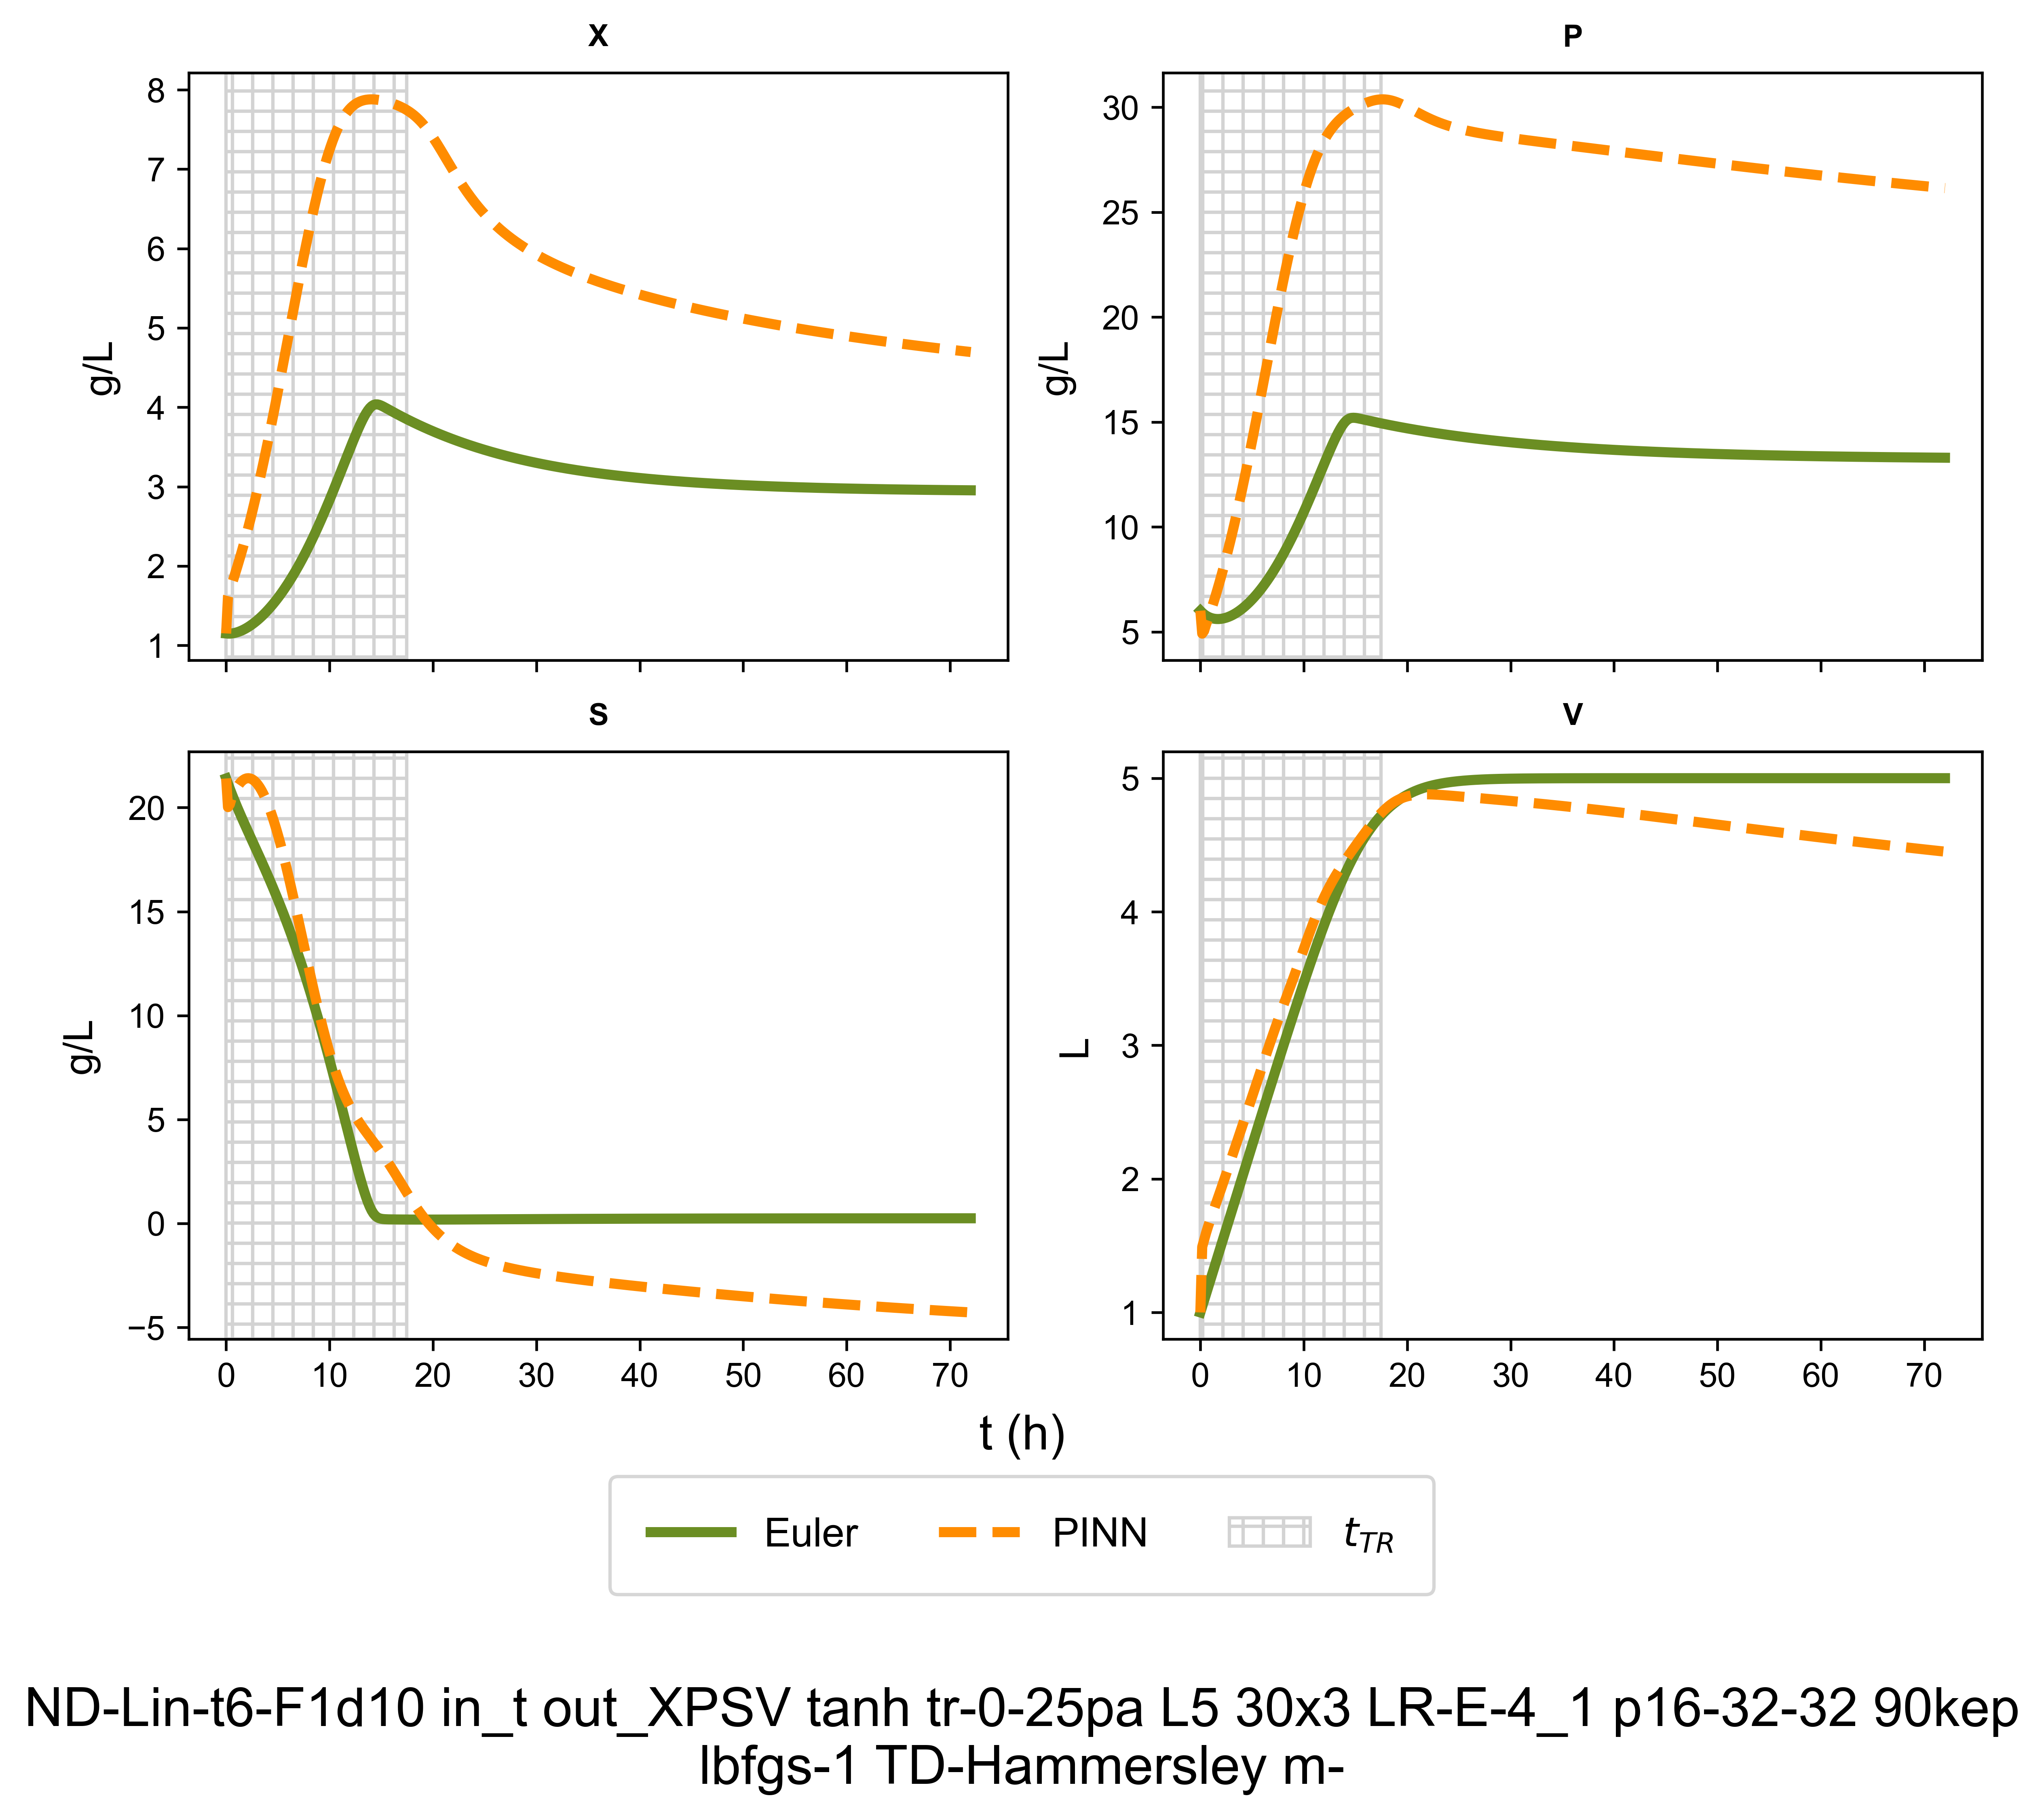 X
P
8
7
6
5
4
3
2
1
g/L
30
25
20
15
10
5
g/L
S
V
20
15
10
5
0
−5
g/L
0 10 20 30 40 50 60 70
5
4
3
2
1
L
0 10 20 30 40 50 60 70
t (h)
Euler PINN t_TR
ND-Lin-t6-F1d10 in_t out_XPSV tanh tr-0-25pa L5 30x3 LR-E-4_1 p16-32-32 90kep
lbfgs-1 TD-Hammersley m-